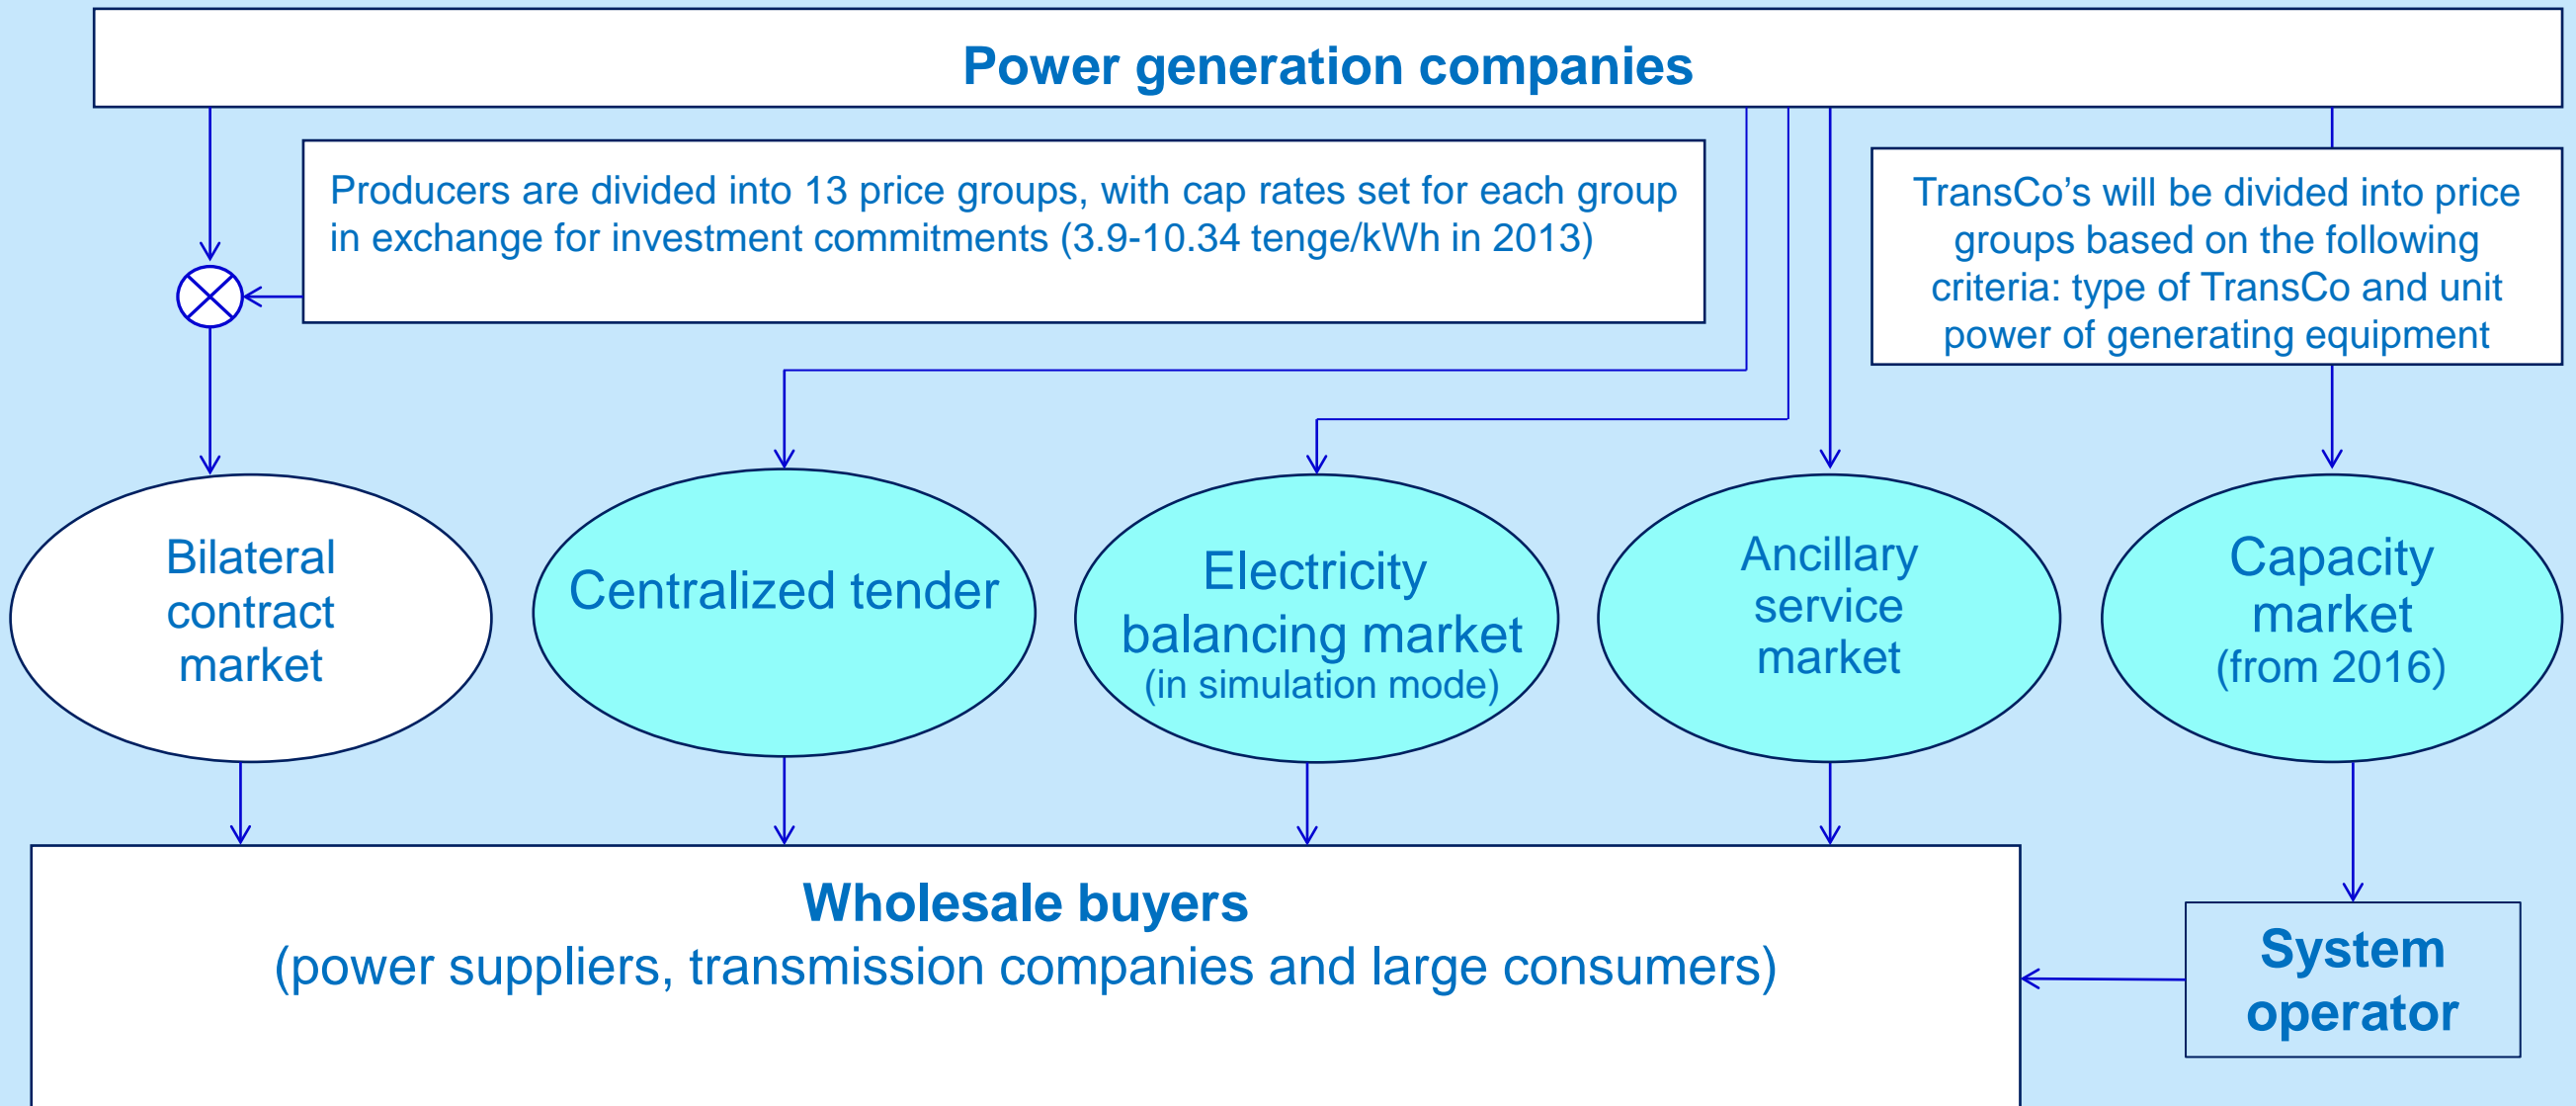 Power generation companies
Producers are divided into 13 price groups, with cap rates set for each group
in exchange for investment commitments (3.9-10.34 tenge/kWh in 2013)
TransCo’s will be divided into price
groups based on the following
criteria: type of TransCo and unit
power of generating equipment
Bilateral
contract
market
Centralized tender
Electricity
balancing market
(in simulation mode)
Ancillary
service
market
Capacity
market
(from 2016)
Wholesale buyers
(power suppliers, transmission companies and large consumers)
System
operator